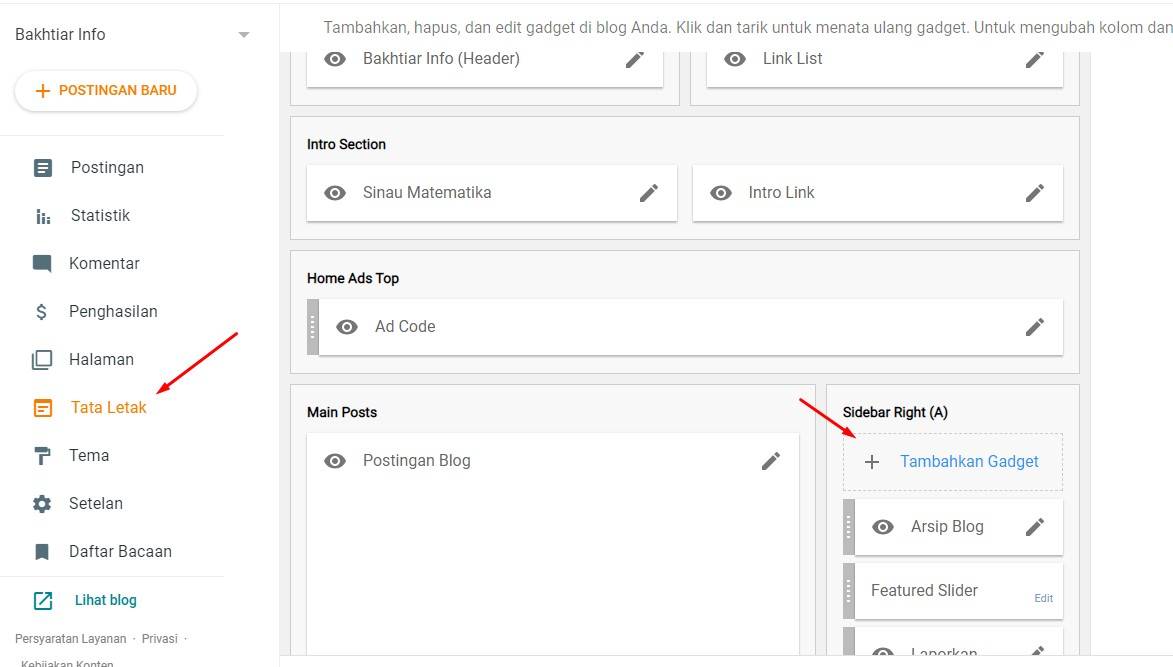 Bakhtiar Info
POSTINGAN BARU
Postingan
Statistik
Komentar
Penghasilan
Halaman
Tata Letak
Tema
Setelan
Daftar Bacaan
Lihat blog
Persyaratan Layanan · Privasi ·
Kebijakan Konten
Tambahkan, hapus, dan edit gadget di blog Anda. Klik dan tarik untuk menata ulang gadget. Untuk mengubah kolom dan
Bakhtiar Info (Header)
Link List
Intro Section
Sinau Matematika
Intro Link
Home Ads Top
Ad Code
Main Posts
Postingan Blog
Sidebar Right (A)
Tambahkan Gadget
Arsip Blog
Featured Slider
Edit
Laporkan